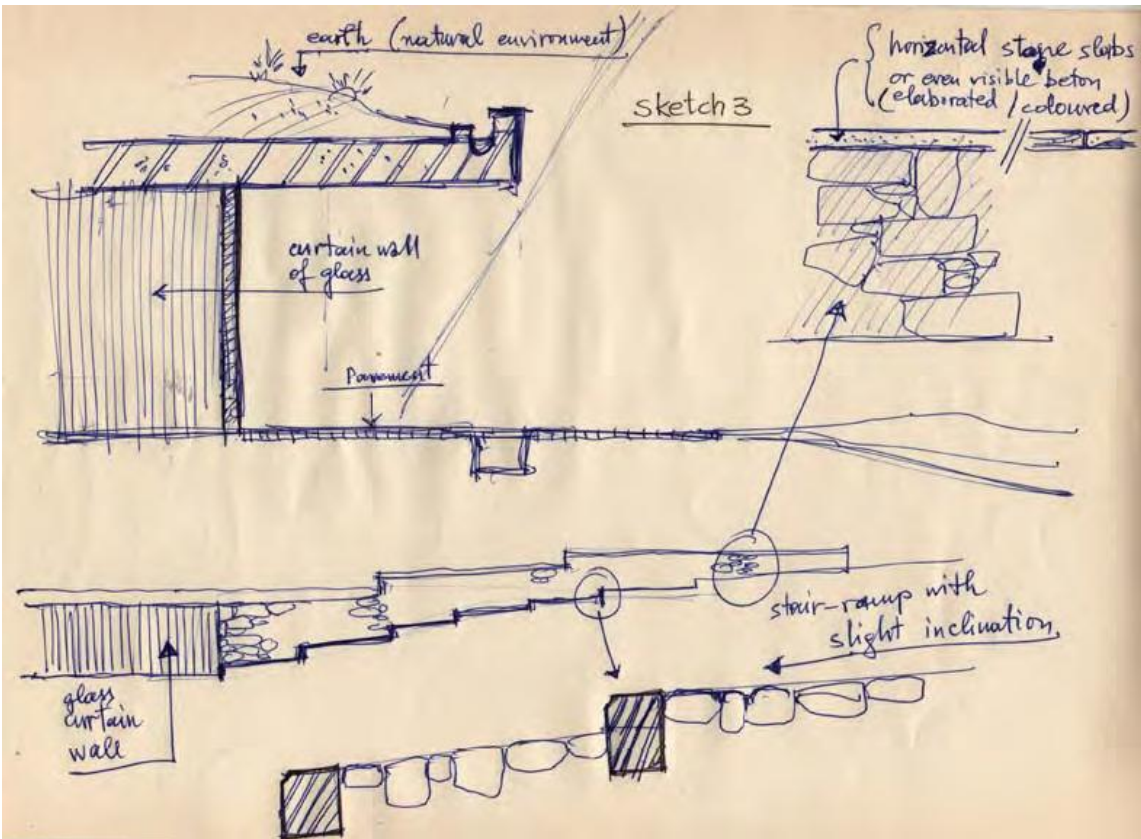 earth (natural environment)
sketch 3
horizontal stone slabs
or even visible beton
(elaborated / coloured)
curtain wall
of glass
Pavement
stair-ramp with
slight inclination
glass
curtain
wall